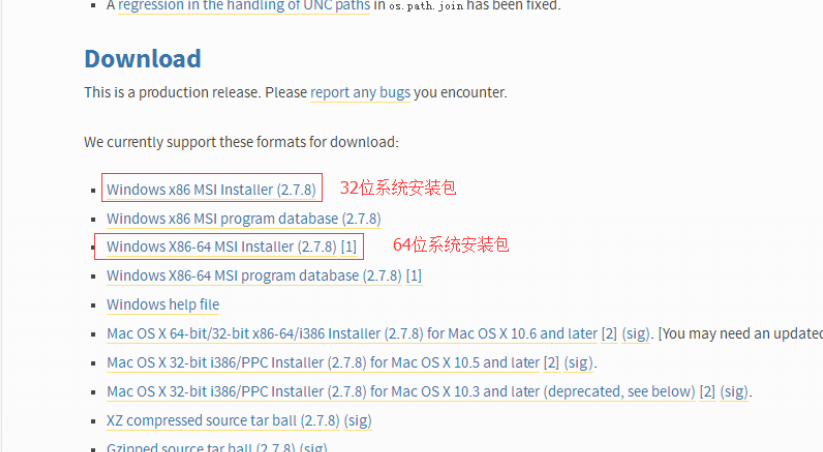 A regression in the handling of UNC paths in os.path.join has been fixed.
Download
This is a production release. Please report any bugs you encounter.
We currently support these formats for download:
Windows x86 MSI Installer (2.7.8) 32位系统安装包
Windows x86 MSI program database (2.7.8)
Windows X86-64 MSI Installer (2.7.8) [1] 64位系统安装包
Windows X86-64 MSI program database (2.7.8) [1]
Windows help file
Mac OS X 64-bit/32-bit x86-64/i386 Installer (2.7.8) for Mac OS X 10.6 and later [2] (sig). [You may need an updated
Mac OS X 32-bit i386/PPC Installer (2.7.8) for Mac OS X 10.5 and later [2] (sig).
Mac OS X 32-bit i386/PPC Installer (2.7.8) for Mac OS X 10.3 and later (deprecated, see below) [2] (sig).
XZ compressed source tar ball (2.7.8) (sig)
Gzipped source tar ball (2.7.8) (sig)